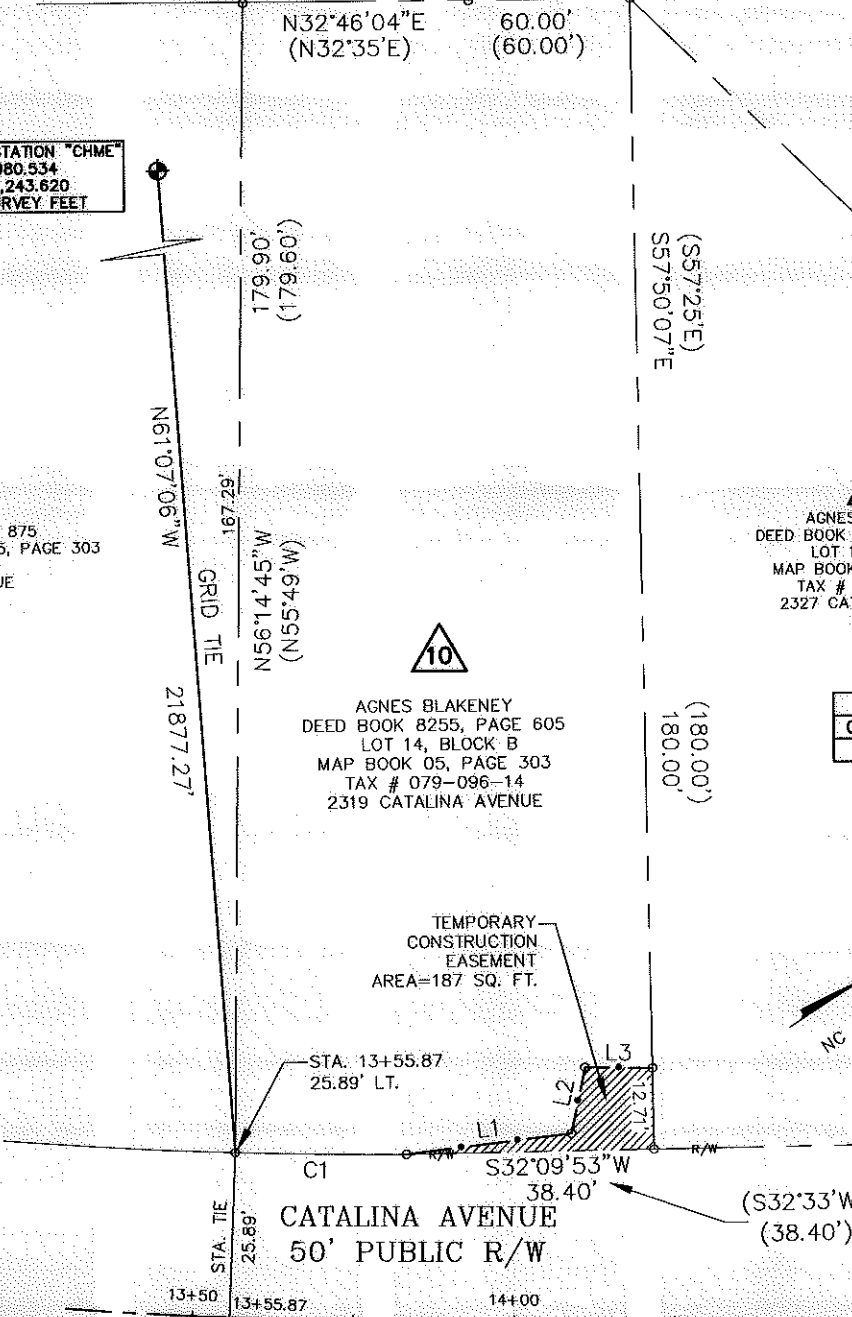 N32°46'04"E 60.00'
(N32°35'E) (60.00')
STATION "CHME"
980.534
,243.620
RVEY FEET
179.90'
(179.60')
(S57°25'E)
S57°50'07"E
N61°07'06"W
GRID TIE
21877.27'
167.29'
N56°14'45"W
(N55°49'W)
875
, PAGE 303
UE
AGNES
DEED BOOK
LOT 1
MAP BOOK
TAX #
2327 CA
10
AGNES BLAKENEY
DEED BOOK 8255, PAGE 605
LOT 14, BLOCK B
MAP BOOK 05, PAGE 303
TAX # 079-096-14
2319 CATALINA AVENUE
(180.00')
180.00'
TEMPORARY
CONSTRUCTION
EASEMENT
AREA=187 SQ. FT.
NC
STA. 13+55.87
25.89' LT.
L3
L2
12.71'
L1
R/W
R/W
C1
S32°09'53"W
38.40'
(S32°33'W
(38.40')
STA. TIE
25.89'
CATALINA AVENUE
50' PUBLIC R/W
13+50
13+55.87
14+00